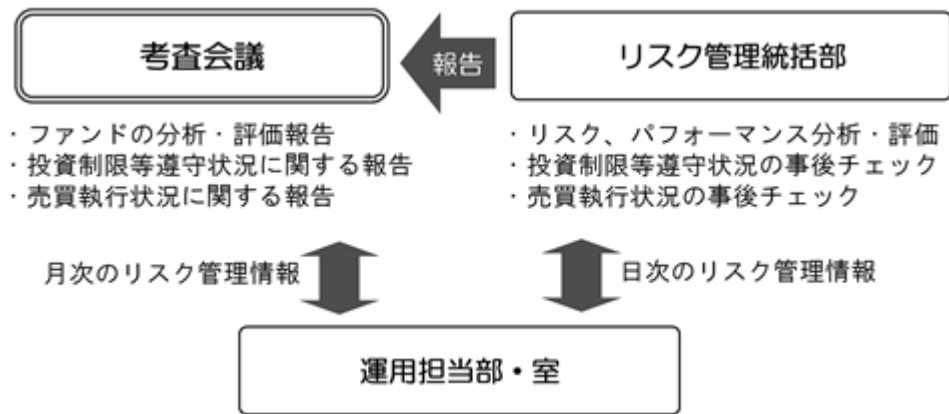 考査会議
報告
リスク管理統括部
・ファンドの分析・評価報告
・投資制限等遵守状況に関する報告
・売買執行状況に関する報告
・リスク、パフォーマンス分析・評価
・投資制限等遵守状況の事後チェック
・売買執行状況の事後チェック
月次のリスク管理情報
日次のリスク管理情報
運用担当部・室